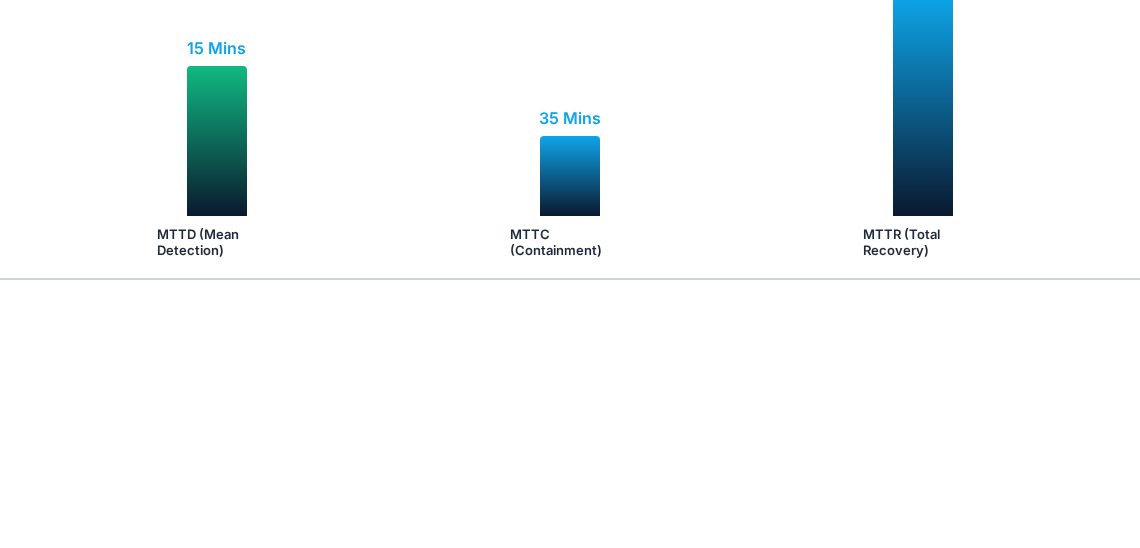 15 Mins
35 Mins
MTTD (Mean
Detection)
MTTC
(Containment)
MTTR (Total
Recovery)